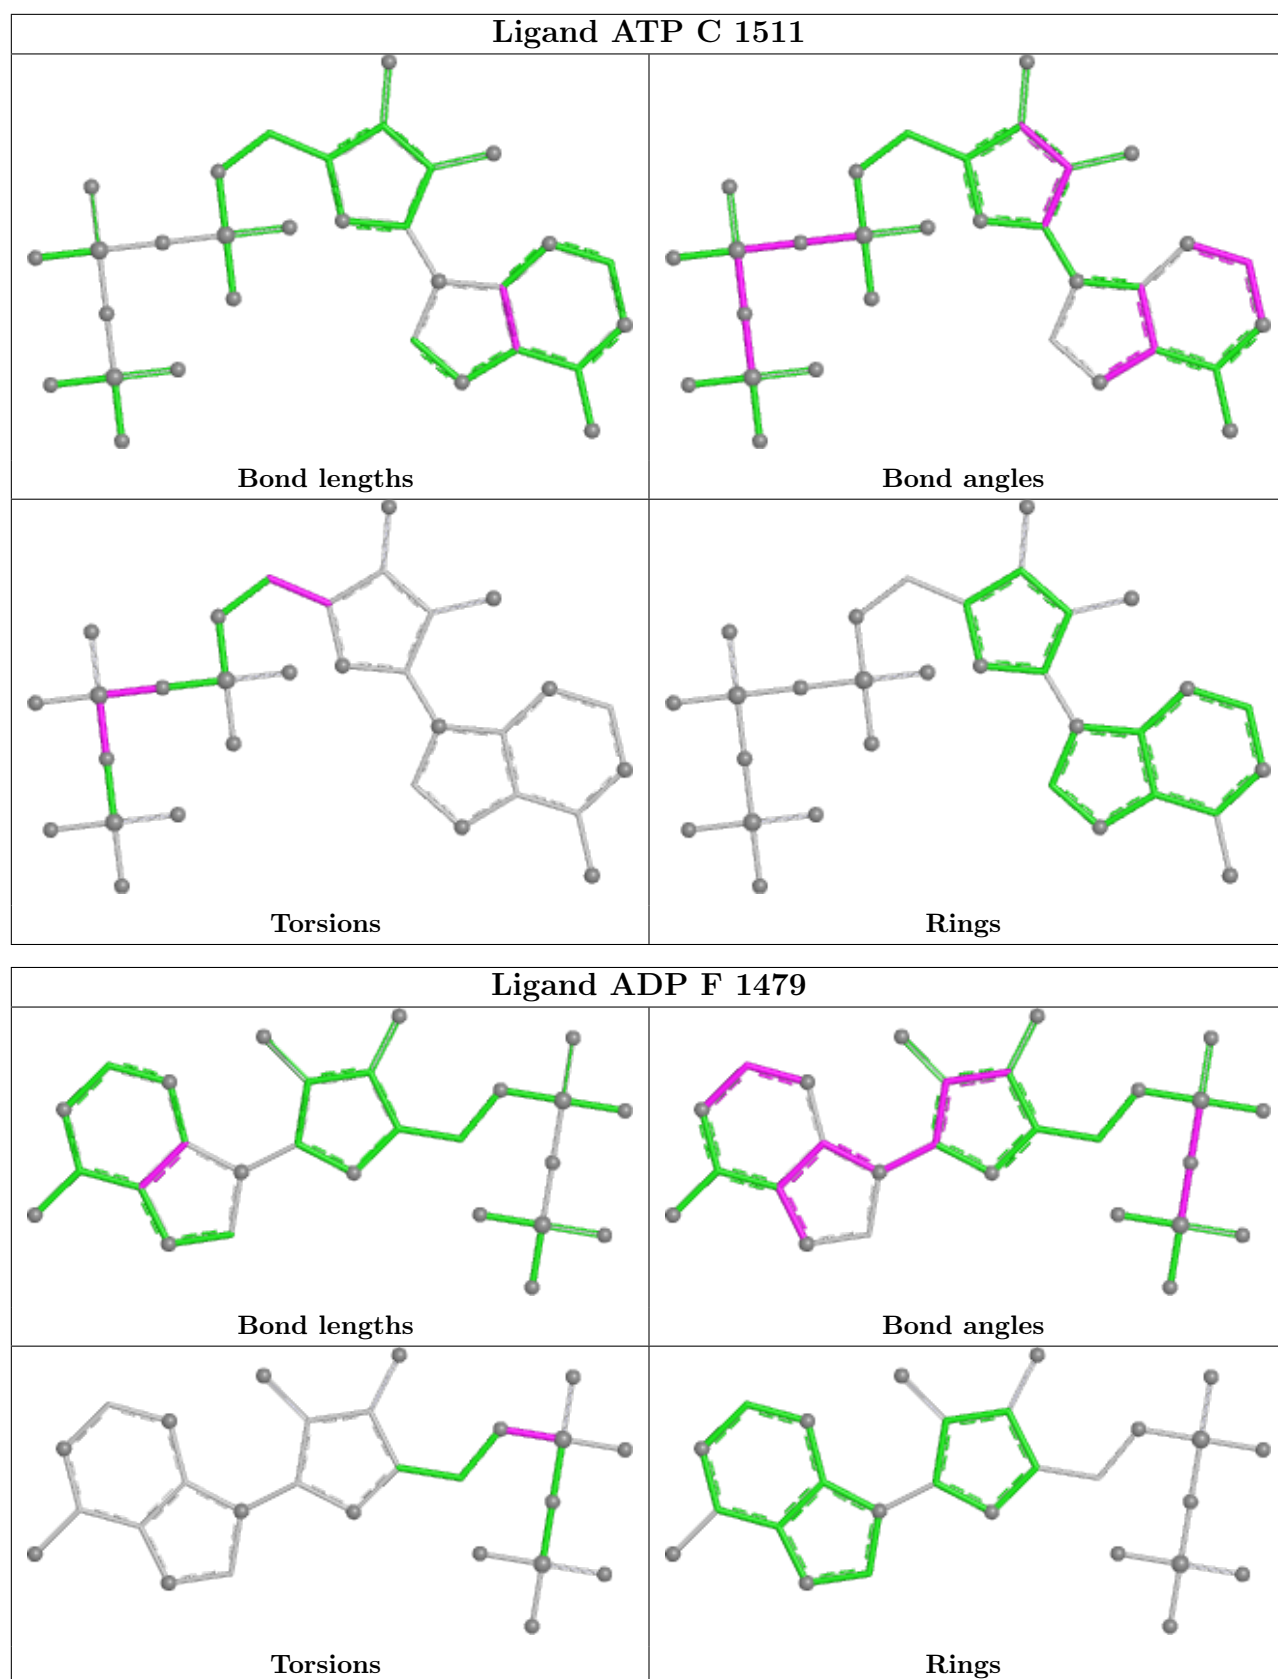 Ligand ATP C 1511
Bond lengths
Bond angles
Torsions
Rings
Ligand ADP F 1479
Bond lengths
Bond angles
Torsions
Rings